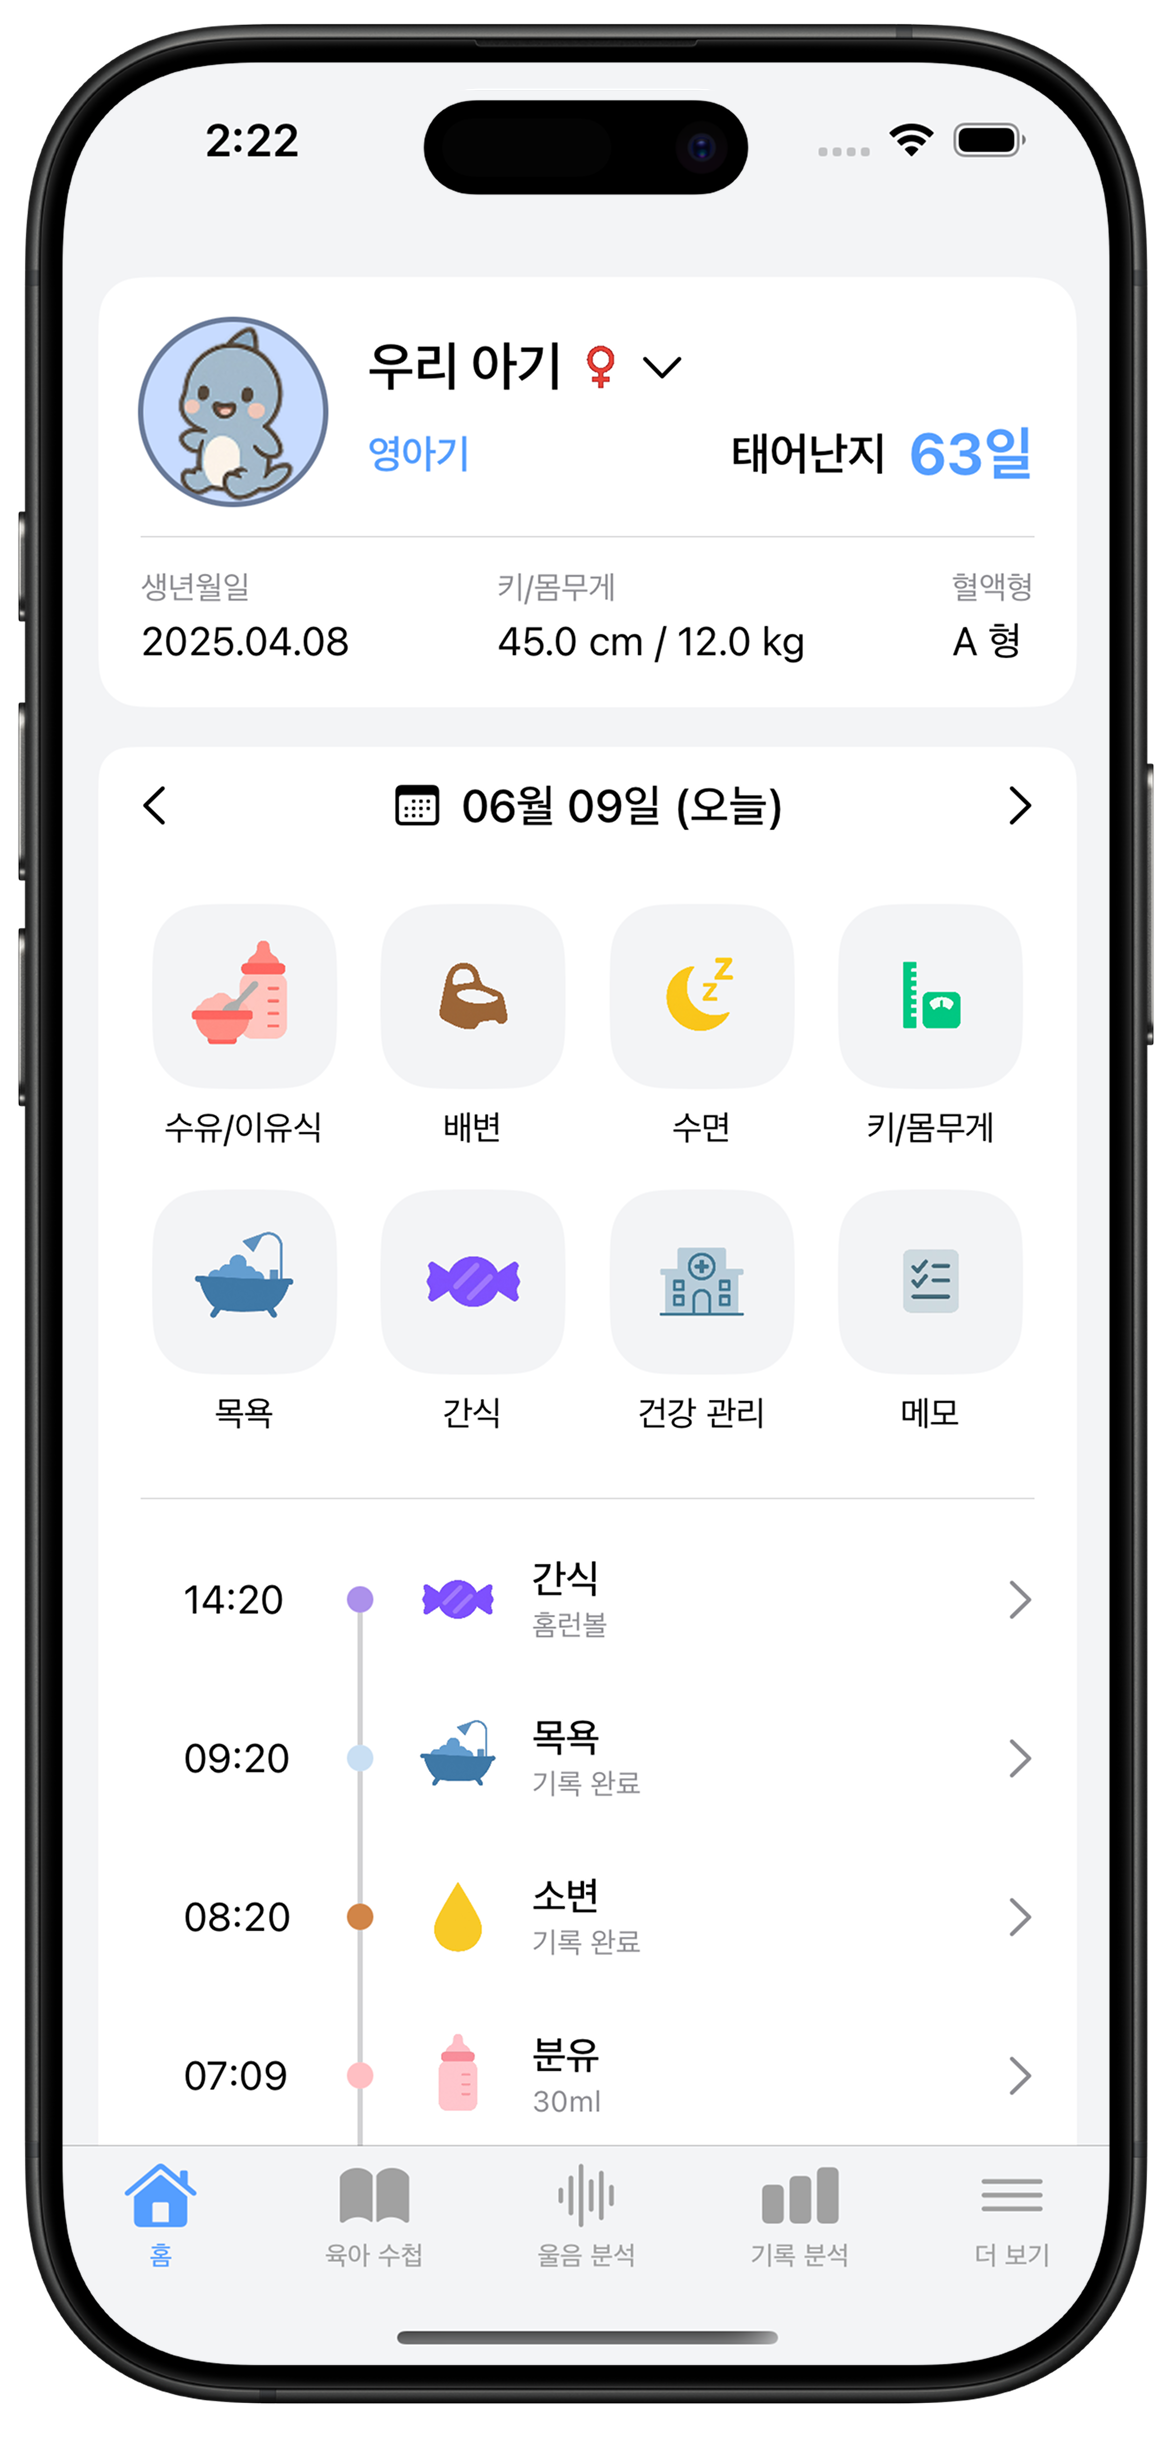 2:22
우리 아기
영아기 태어난지 63일
생년월일 키/몸무게 혈액형
2025.04.08 45.0 cm / 12.0 kg A 형
06월 09일 (오늘)
수유/이유식 배변 수면 키/몸무게
목욕 간식 건강 관리 메모
14:20 간식
홈런볼
09:20 목욕
기록 완료
08:20 소변
기록 완료
07:09 분유
30ml
홈 육아 수첩 울음 분석 기록 분석 더 보기